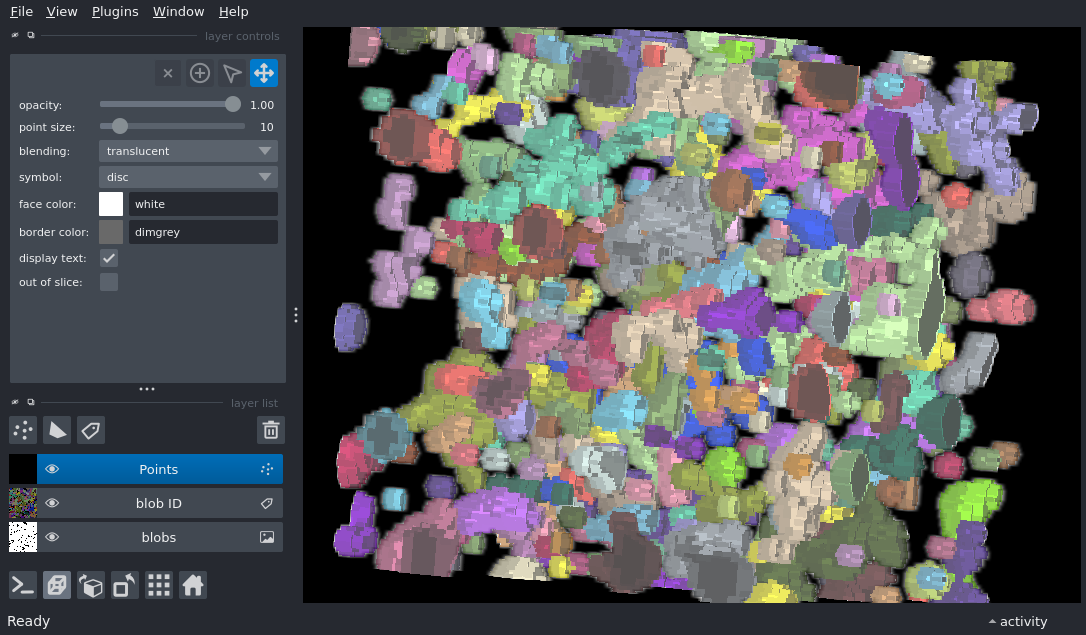 File View Plugins Window Help
layer controls
opacity: 1.00
point size: 10
blending: translucent
symbol: disc
face color: white
border color: dimgrey
display text:
out of slice:
layer list
Points
blob ID
blobs
Ready
activity